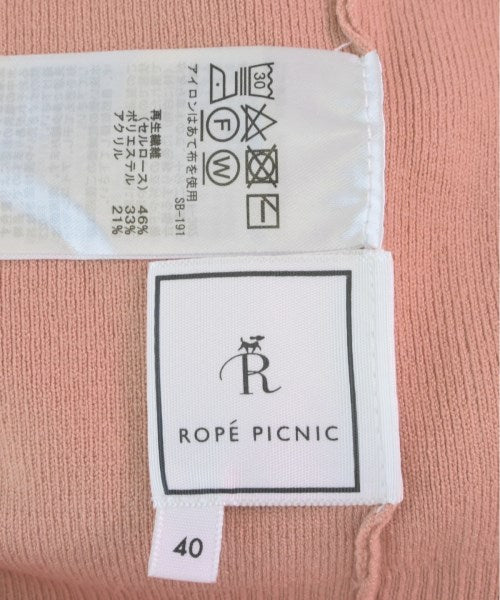 30
F W
アイロンはあて布を使用
SB-191
再生繊維
(セルロース) 46%
ポリエステル 33%
アクリル 21%
R
ROPÉ PICNIC
40